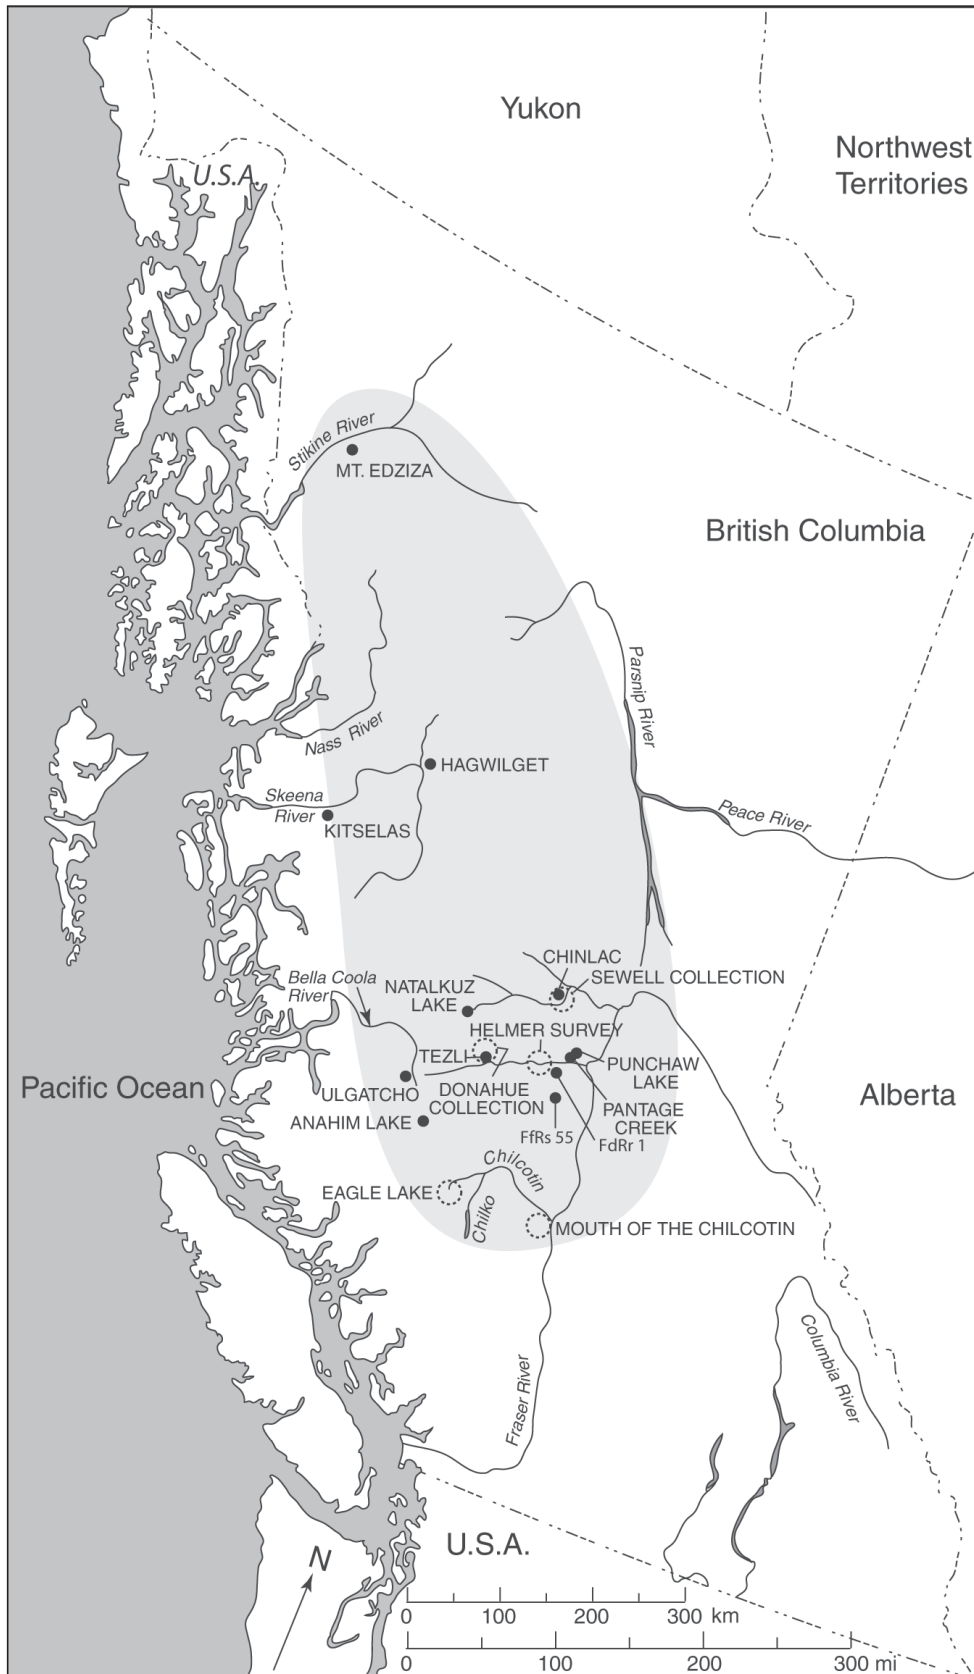 Yukon
Northwest
Territories
U.S.A.
Stikine River
MT. EDZIZA
British Columbia
Parsnip River
Nass River
HAGWILGET
Skeena
River
KITSELAS
Peace River
CHINLAC
SEWELL COLLECTION
Bella Coola
River
NATALKUZ
LAKE
HELMER SURVEY
TEZLI
PUNCHAW
LAKE
ULGATCHO
DONAHUE
COLLECTION
Pacific Ocean
Alberta
ANAHIM LAKE
PANTAGE
CREEK
FfRs 55
FdRr 1
Chilcotin
EAGLE LAKE
Chilko
MOUTH OF THE CHILCOTIN
Columbia River
Fraser River
U.S.A.
N
0 100 200 300 km
0 100 200 300 mi